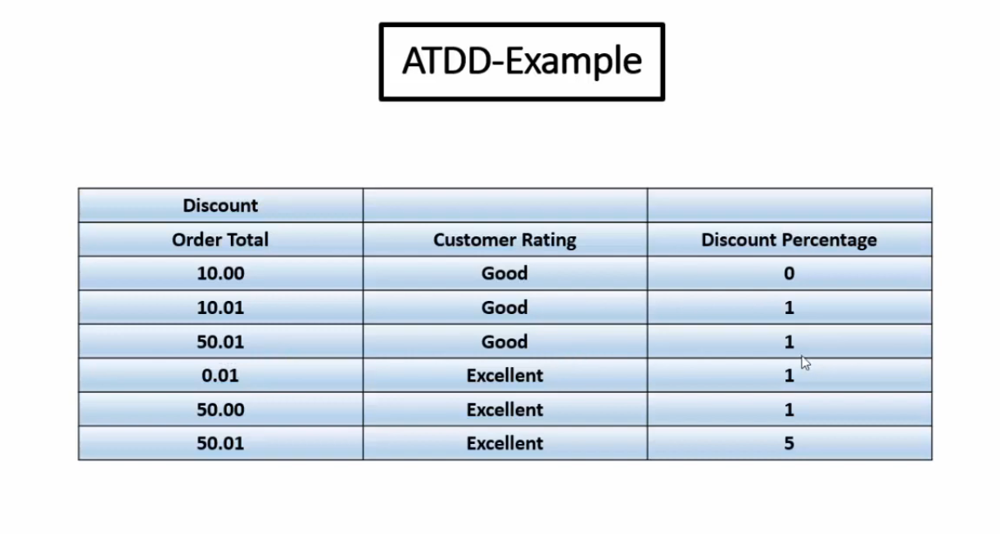 ATDD-Example
Discount
Order Total Customer Rating Discount Percentage
10.00 Good 0
10.01 Good 1
50.01 Good 1
0.01 Excellent 1
50.00 Excellent 1
50.01 Excellent 5